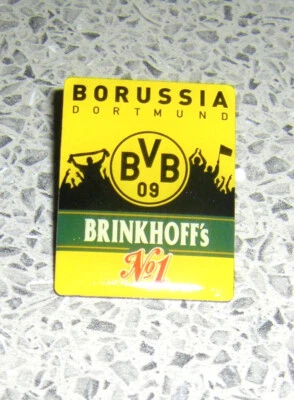 BORUSSIA
DORTMUND
BVB
09
BRINKHOFF's
No1